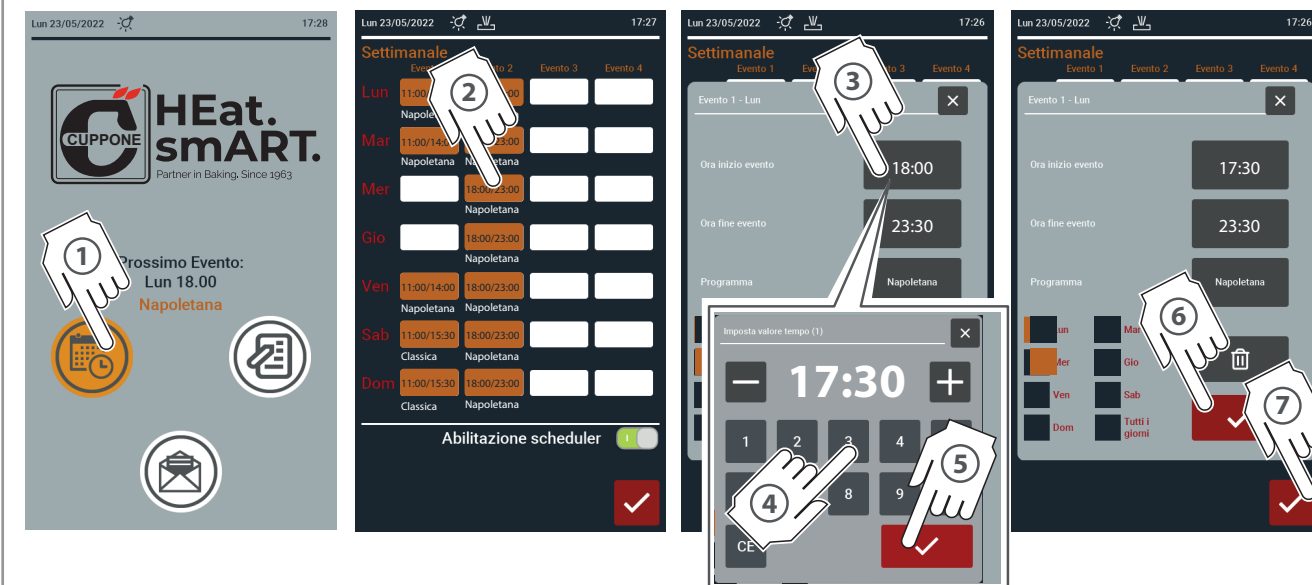 Lun 23/05/2022 17:28
CUPPONE
HEat.
smART.
Partner in Baking. Since 1963
1
Prossimo Evento:
Lun 18.00
Napoletana
Lun 23/05/2022 17:27
Settimanale
Evento 3 Evento 4
2
Lun 11:00
Mar 11:00/14: 23:00
Napoletana
Mer 18:00/23:00
Napoletana
Gio 18:00/23:00
Napoletana
Ven 11:00/14:00 18:00/23:00
Napoletana Napoletana
Sab 11:00/15:30 18:00/23:00
Classica Napoletana
Dom 11:00/15:30 18:00/23:00
Classica Napoletana
Abilitazione scheduler
Lun 23/05/2022 17:26
Settimanale
Evento 1 Evento 4
3
Evento 1 - Lun
Ora inizio evento 18:00
Ora fine evento 23:30
Programma Napoletana
Imposta valore tempo (1)
17:30
1 2 3 4
5
4
8 9
CE
Lun 23/05/2022 17:26
Settimanale
Evento 1 Evento 2 Evento 3 Evento 4
Evento 1 - Lun
Ora inizio evento 17:30
Ora fine evento 23:30
Programma Napoletana
6
Gio
Ven Sab
Dom Tutti i
giorni
7